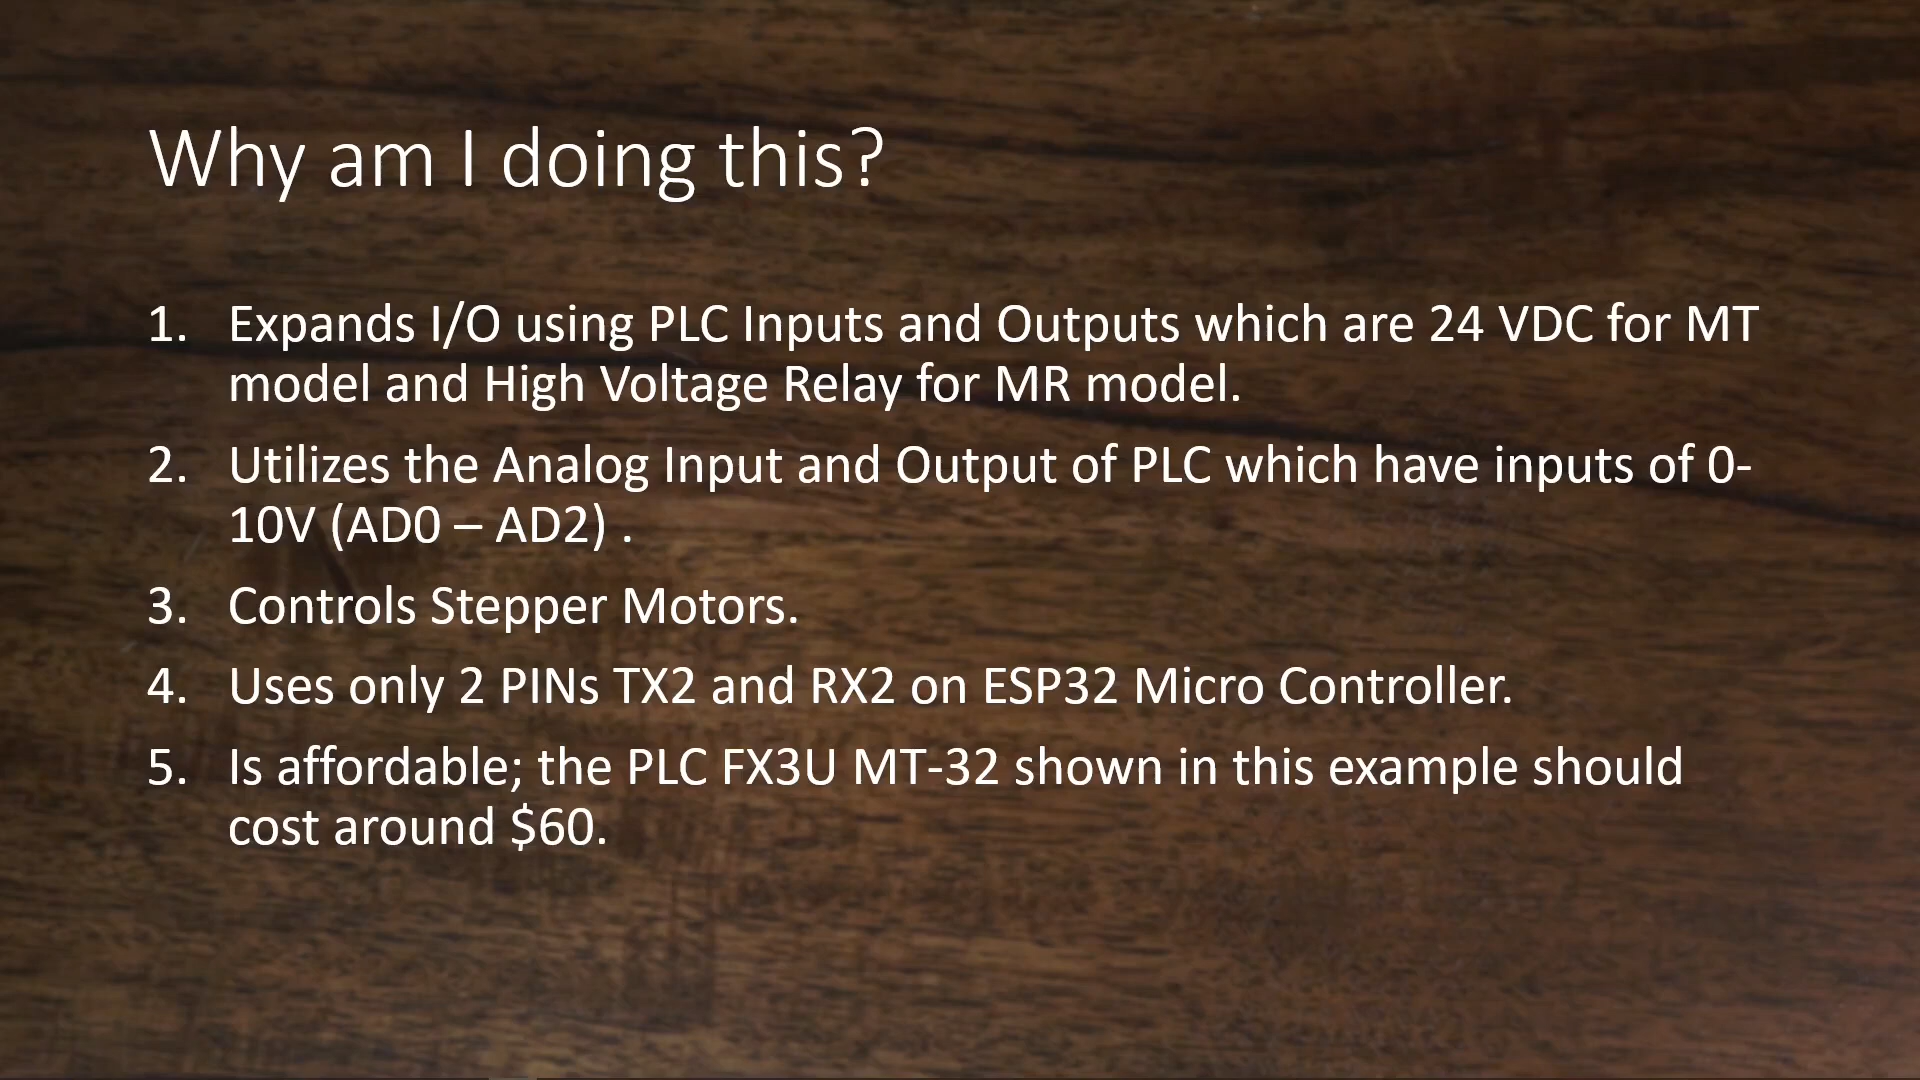 Why am I doing this?
1. Expands I/O using PLC Inputs and Outputs which are 24 VDC for MT
model and High Voltage Relay for MR model.
2. Utilizes the Analog Input and Output of PLC which have inputs of 0-
10V (AD0 – AD2) .
3. Controls Stepper Motors.
4. Uses only 2 PINs TX2 and RX2 on ESP32 Micro Controller.
5. Is affordable; the PLC FX3U MT-32 shown in this example should
cost around $60.